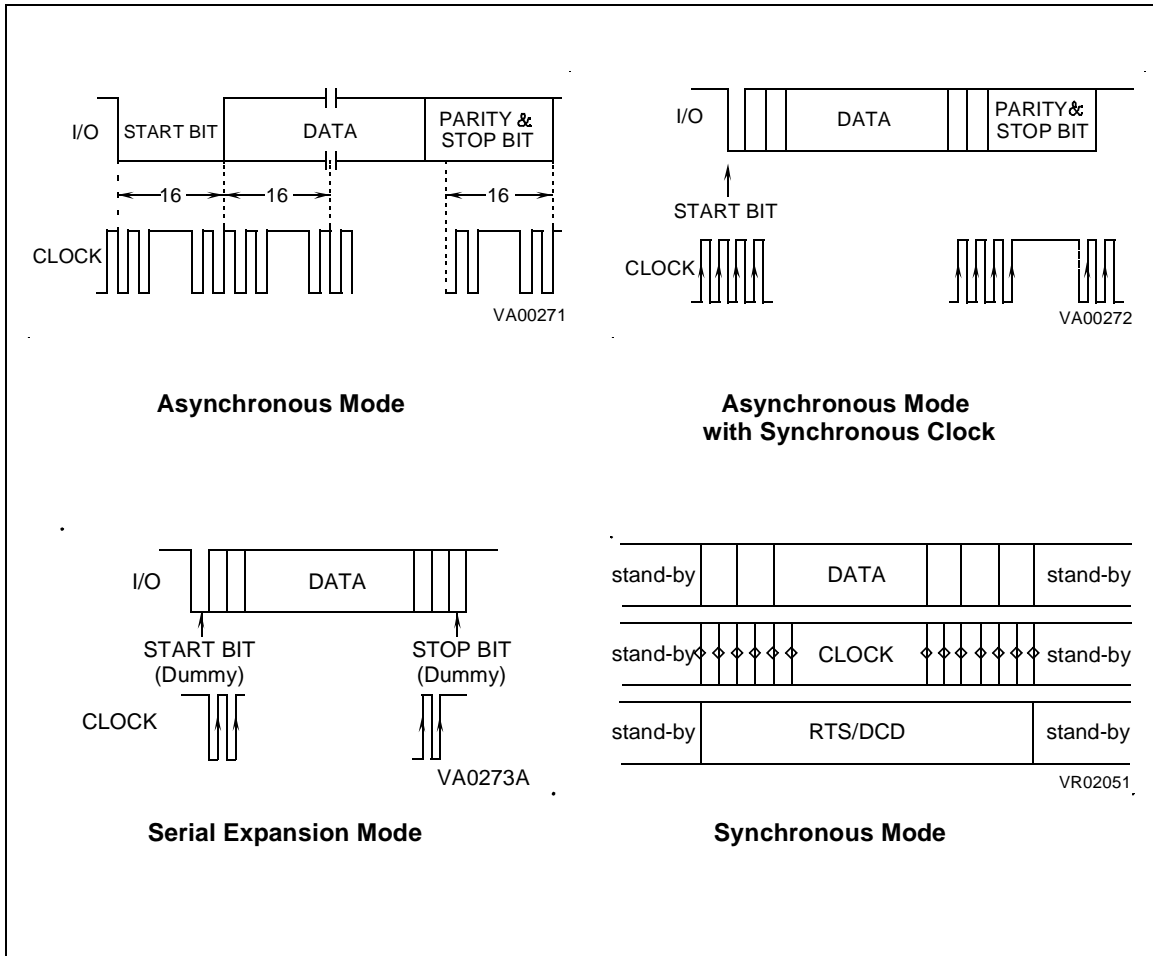 I/O
START BIT
DATA
PARITY &
STOP BIT
16
16
16
CLOCK
VA00271
Asynchronous Mode
I/O
DATA
PARITY &
STOP BIT
START BIT
CLOCK
VA00272
Asynchronous Mode
with Synchronous Clock
I/O
DATA
START BIT
(Dummy)
STOP BIT
(Dummy)
CLOCK
VA0273A
Serial Expansion Mode
stand-by
DATA
stand-by
stand-by
CLOCK
stand-by
stand-by
RTS/DCD
stand-by
VR02051
Synchronous Mode